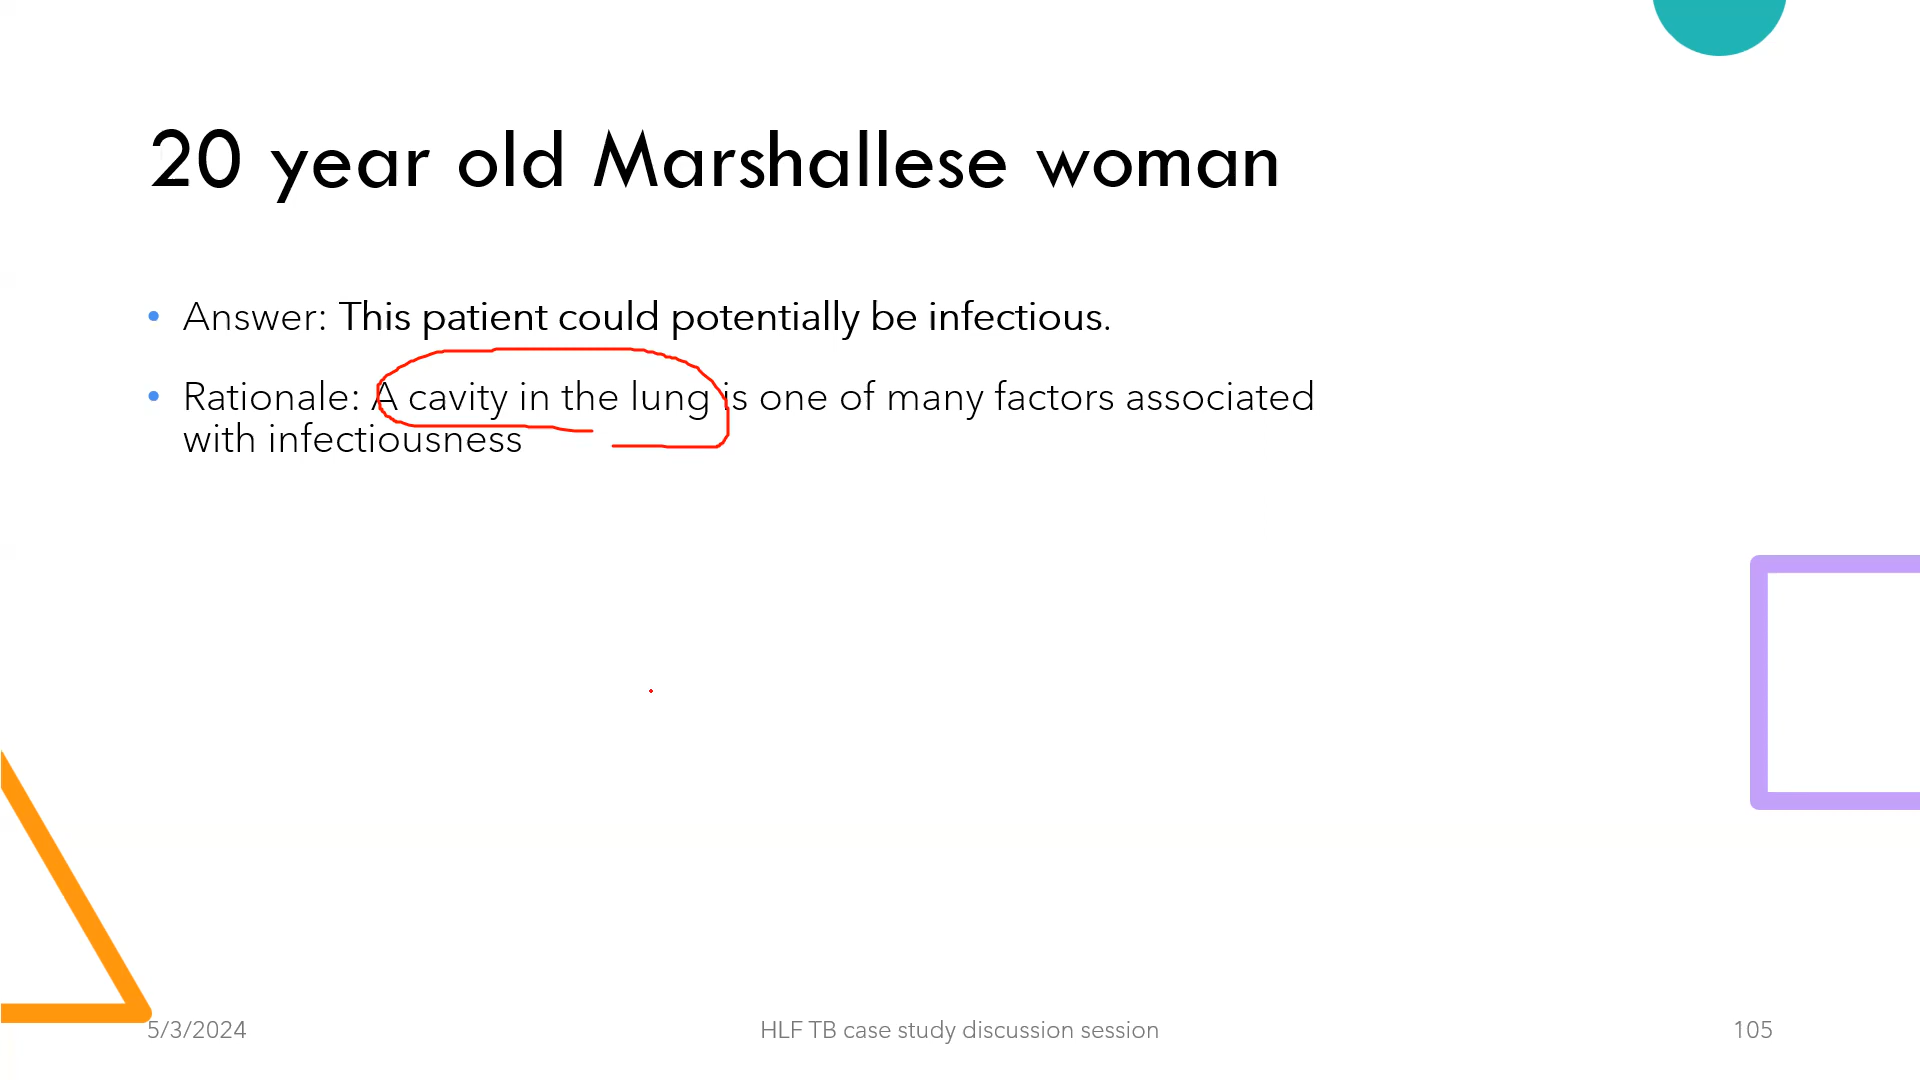 20 year old Marshallese woman
• Answer: This patient could potentially be infectious.
• Rationale: A cavity in the lung is one of many factors associated
with infectiousness
5/3/2024
HLF TB case study discussion session
105